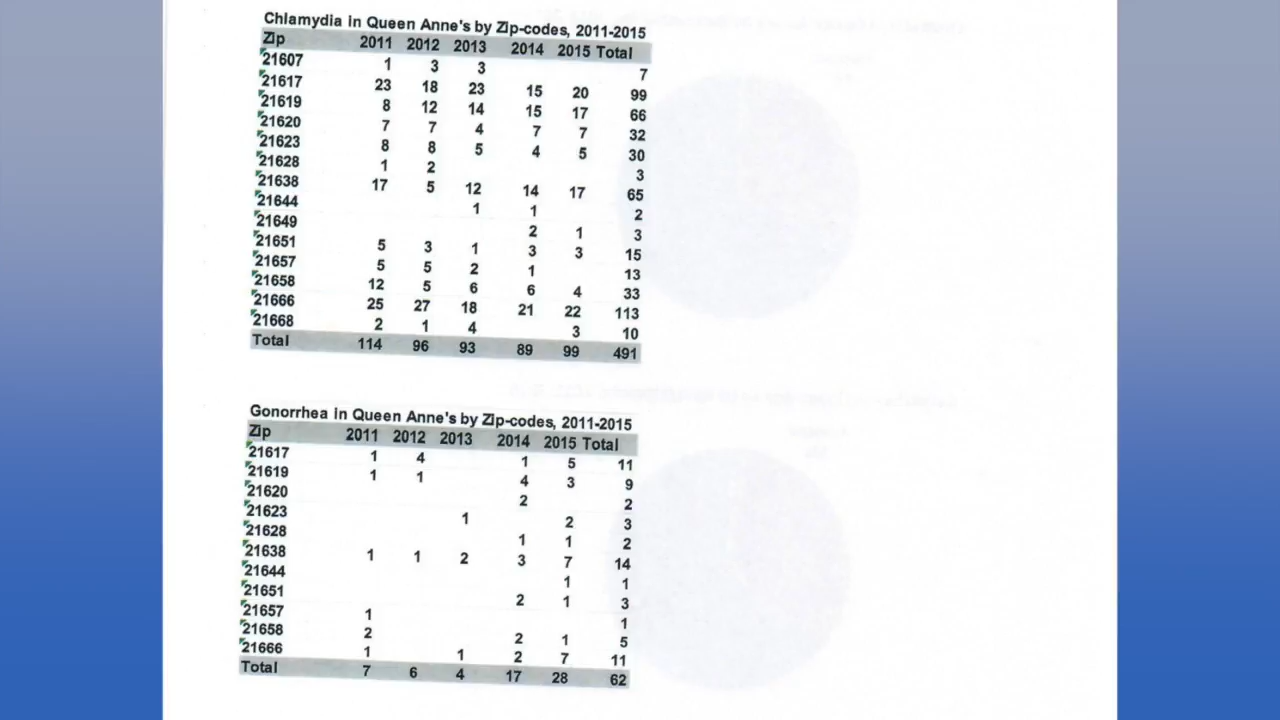 Chlamydia in Queen Anne's by Zip-codes, 2011-2015
Zip 2011 2012 2013 2014 2015 Total
21607 1 3 3 7
21617 23 18 23 15 20 99
21619 8 12 14 15 17 66
21620 7 7 4 7 7 32
21623 8 8 5 4 5 30
21628 1 2 3
21638 17 5 12 14 17 65
21644 1 1 2
21649 2 1 3
21651 5 3 1 3 3 15
21657 5 5 2 1 13
21658 12 5 6 6 4 33
21666 25 27 18 21 22 113
21668 2 1 4 3 10
Total 114 96 93 89 99 491
Gonorrhea in Queen Anne's by Zip-codes, 2011-2015
Zip 2011 2012 2013 2014 2015 Total
21617 1 4 1 5 11
21619 1 1 4 3 9
21620 2 2
21623 1 2 3
21628 1 1 2
21638 1 1 2 3 7 14
21644 1 1
21651 2 1 3
21657 1 1
21658 2 2 1 5
21666 1 1 2 7 11
Total 7 6 4 17 28 62